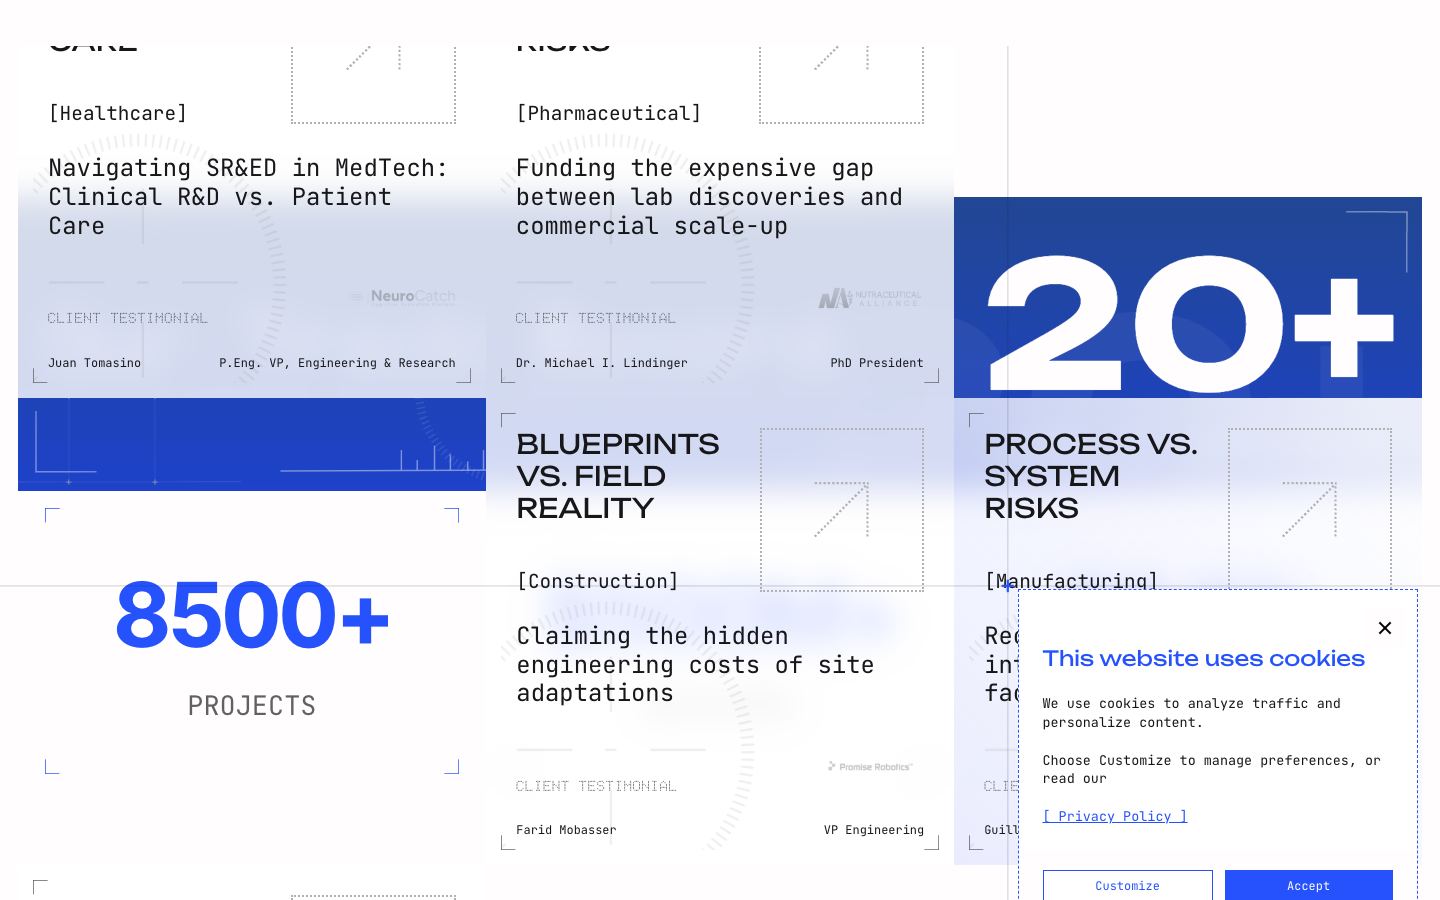 [Healthcare]
Navigating SR&ED in MedTech:
Clinical R&D vs. Patient
Care
NeuroCatch
CLIENT TESTIMONIAL
Juan Tomasino
P.Eng. VP, Engineering & Research
[Pharmaceutical]
Funding the expensive gap
between lab discoveries and
commercial scale-up
NUTRACEUTICAL
ALLIANCE
CLIENT TESTIMONIAL
Dr. Michael I. Lindinger
PhD President
20+
8500+
PROJECTS
BLUEPRINTS
VS. FIELD
REALITY
[Construction]
Claiming the hidden
engineering costs of site
adaptations
Promise Robotics
CLIENT TESTIMONIAL
Farid Mobasser
VP Engineering
PROCESS VS.
SYSTEM
RISKS
[Manufacturing]
This website uses cookies
We use cookies to analyze traffic and
personalize content.
Choose Customize to manage preferences, or
read our
[ Privacy Policy ]
Customize
Accept